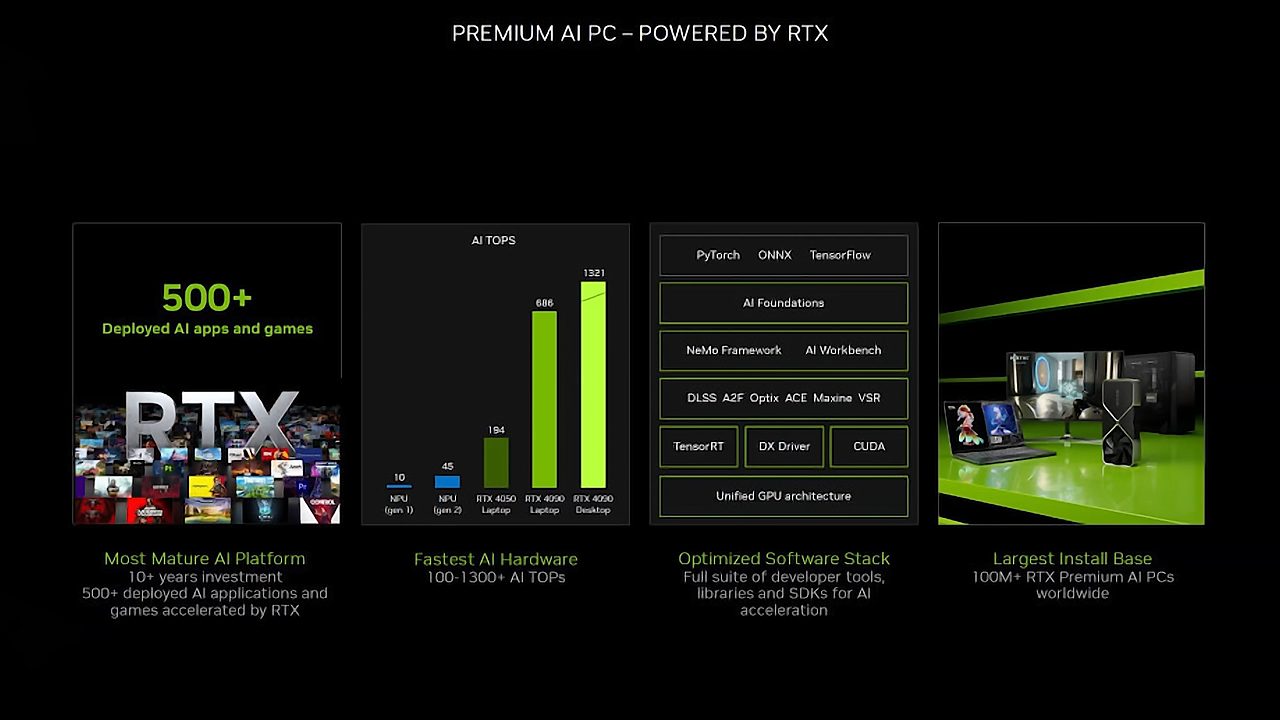 PREMIUM AI PC – POWERED BY RTX
500+
Deployed AI apps and games
RTX
Most Mature AI Platform
10+ years investment
500+ deployed AI applications and
games accelerated by RTX
AI TOPS
1321
686
194
45
10
NPU
(gen 1)
NPU
(gen 2)
RTX 4050
Laptop
RTX 4090
Laptop
RTX 4090
Desktop
Fastest AI Hardware
100-1300+ AI TOPs
PyTorch ONNX TensorFlow
AI Foundations
NeMo Framework AI Workbench
DLSS A2F Optix ACE Maxine VSR
TensorRT DX Driver CUDA
Unified GPU architecture
Optimized Software Stack
Full suite of developer tools,
libraries and SDKs for AI
acceleration
Largest Install Base
100M+ RTX Premium AI PCs
worldwide